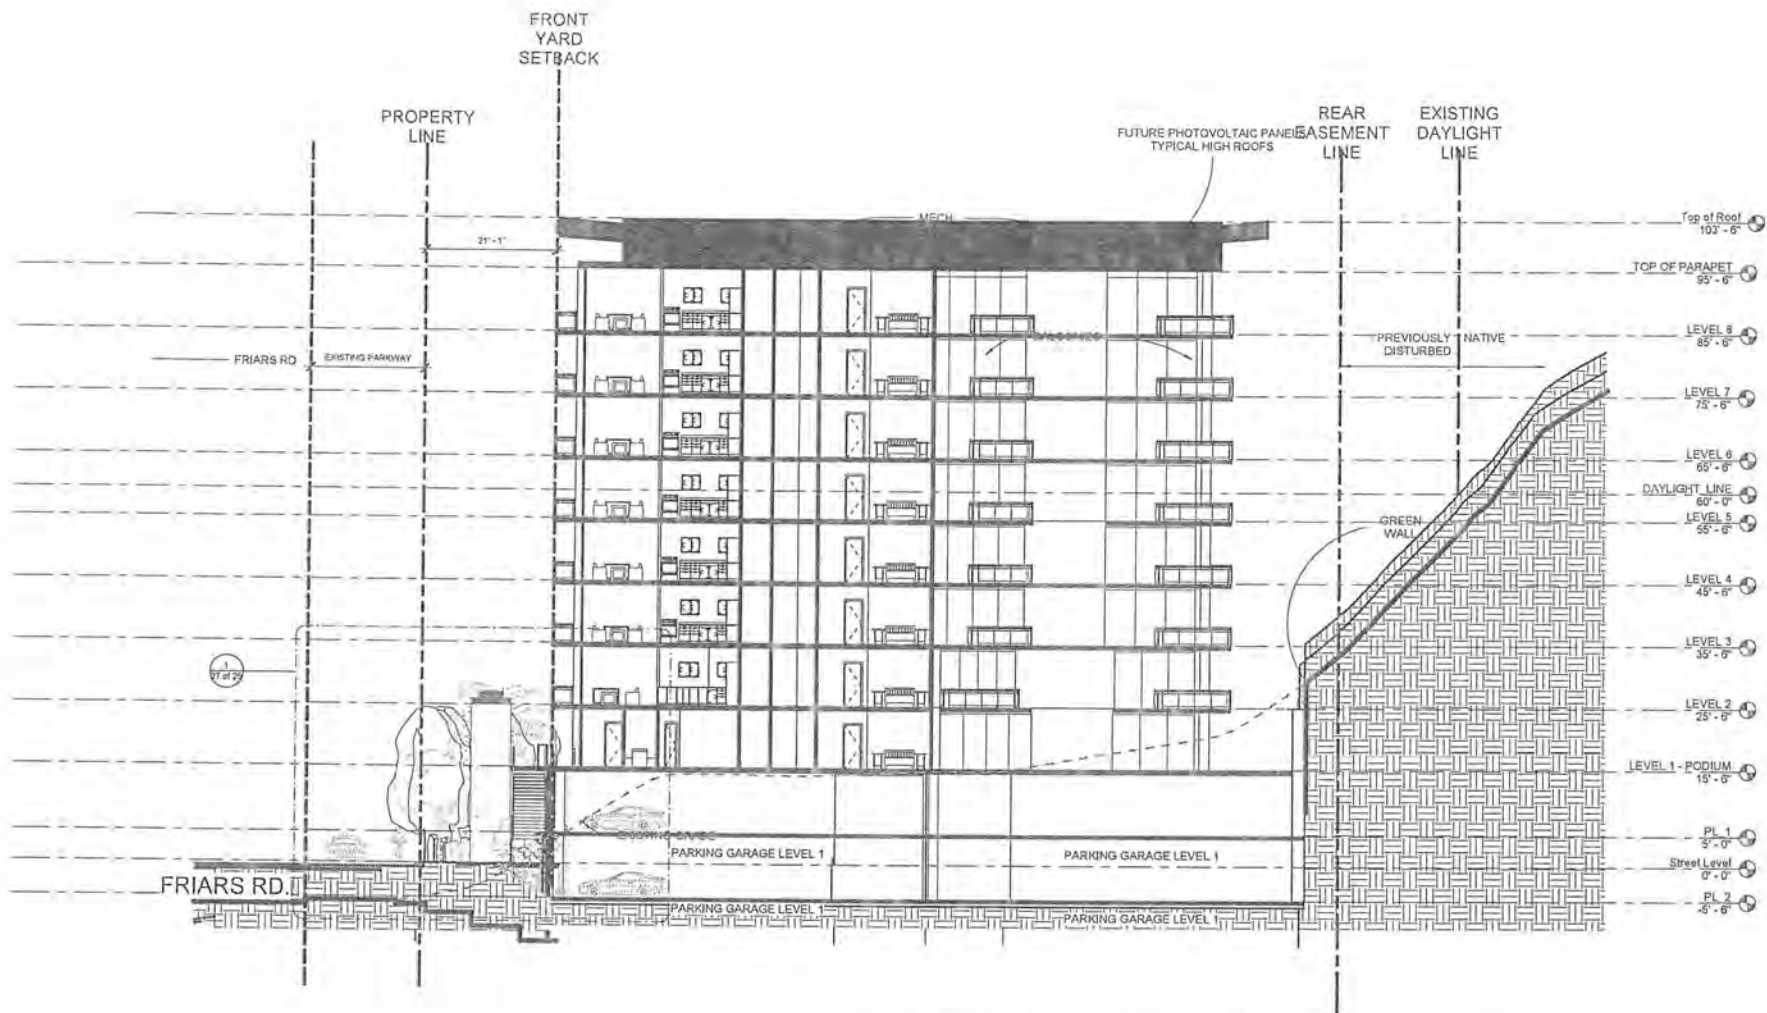 FRONT
YARD
SETBACK
PROPERTY
LINE
REAR
EASEMENT
LINE
EXISTING
DAYLIGHT
LINE
FUTURE PHOTOVOLTAIC PANELS
TYPICAL HIGH ROOFS
MECH
Top of Roof
103' - 6"
21' - 1"
TOP OF PARAPET
95' - 6"
LEVEL 8
85' - 6"
PREVIOUSLY
DISTURBED
NATIVE
FRIARS RD
EXISTING PARKWAY
LEVEL 7
75' - 6"
LEVEL 6
65' - 6"
DAYLIGHT LINE
60' - 0"
LEVEL 5
55' - 6"
GREEN
WALL
LEVEL 4
45' - 6"
LEVEL 3
35' - 6"
1
27 of 29
LEVEL 2
25' - 6"
LEVEL 1 - PODIUM
15' - 6"
PL 1
5' - 0"
PARKING GARAGE LEVEL 1
PARKING GARAGE LEVEL 1
Street Level
0' - 0"
FRIARS RD.
PL 2
-5' - 6"
PARKING GARAGE LEVEL 1
PARKING GARAGE LEVEL 1